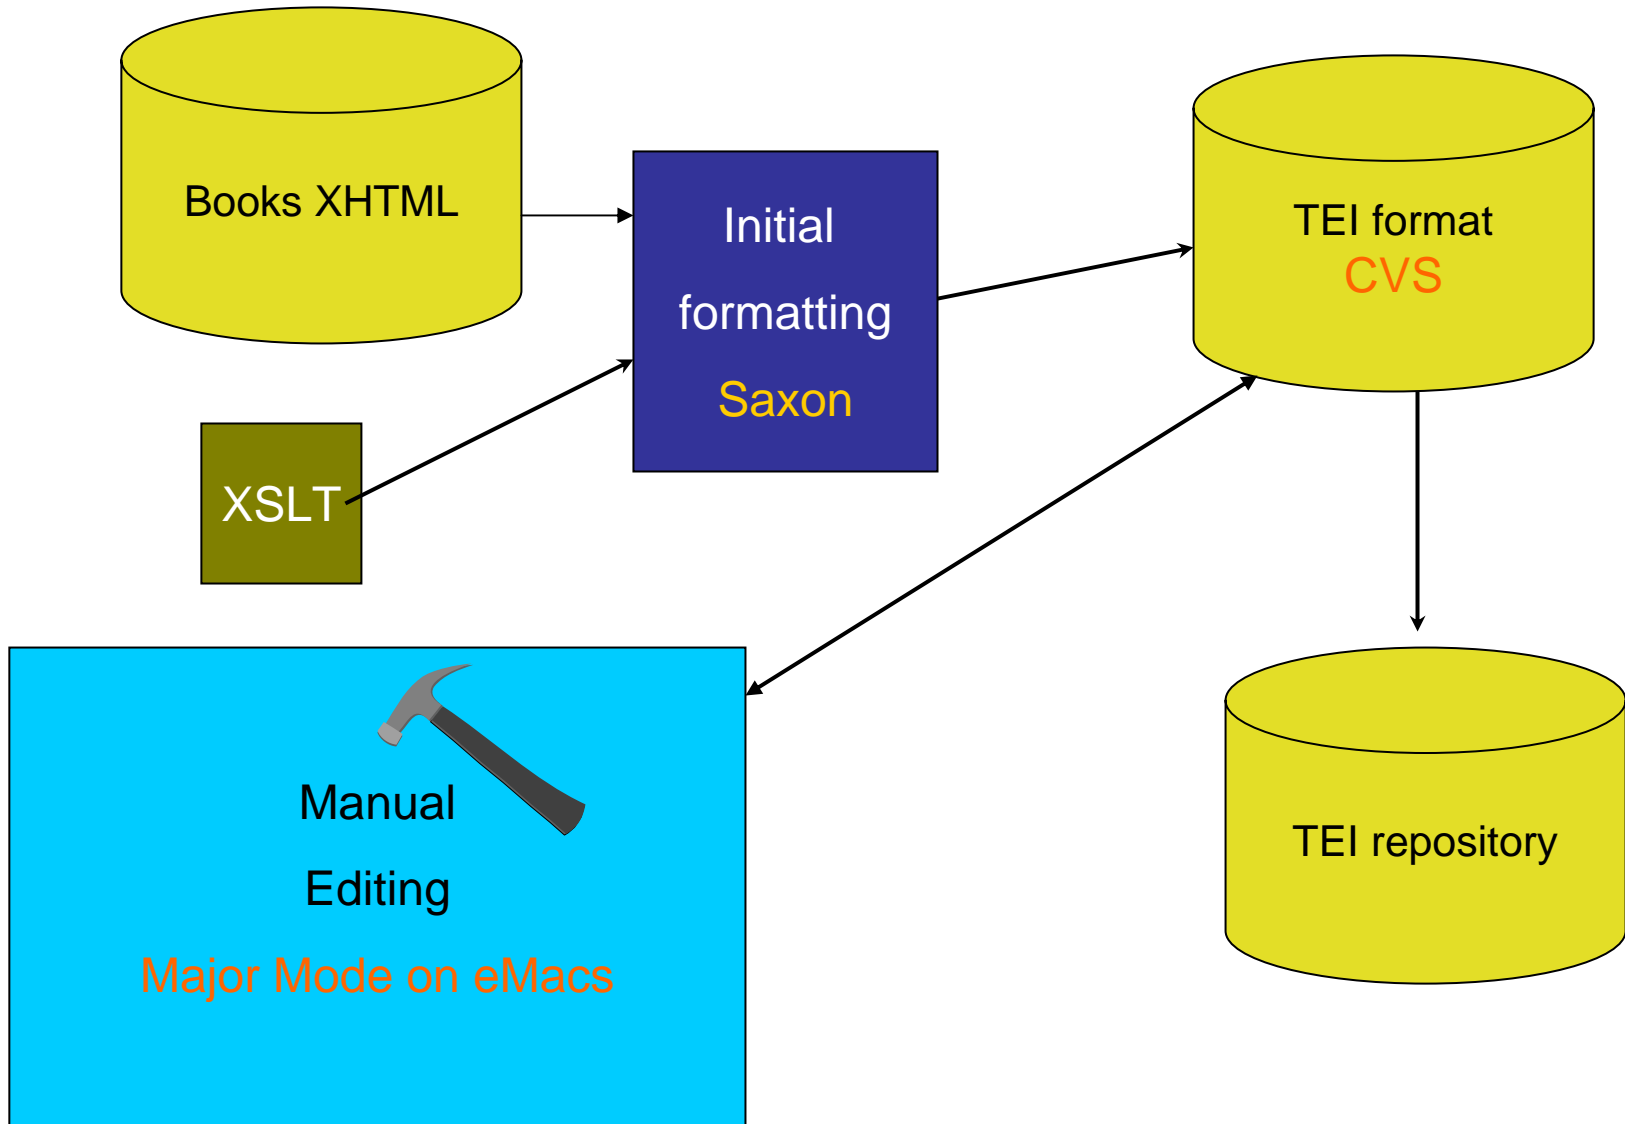 Books XHTML
Initial
formatting
Saxon
TEI format
CVS
XSLT
Manual
Editing
Major Mode on eMacs
TEI repository